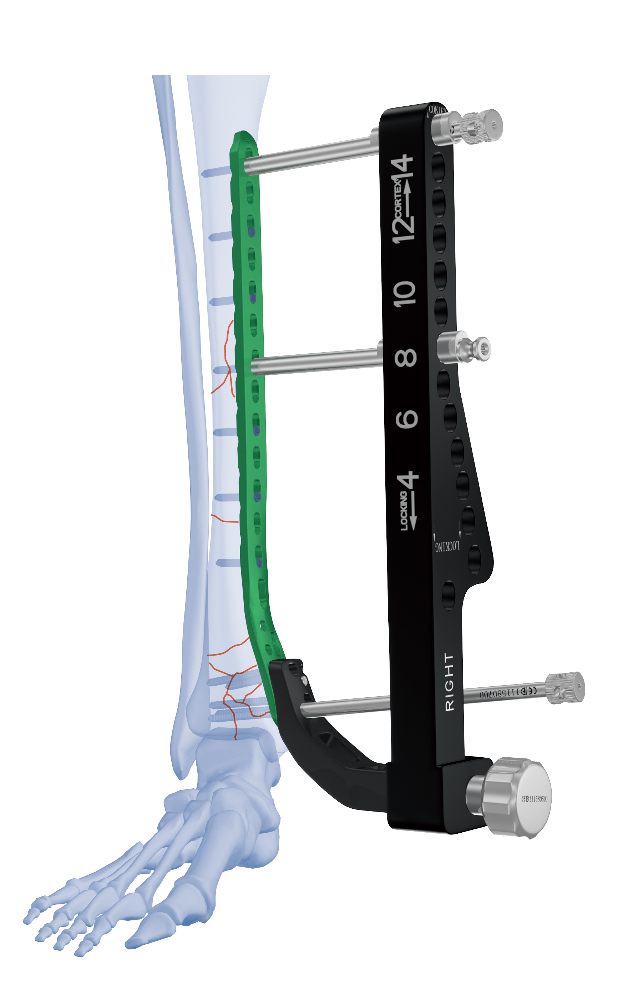 CORTEX
14
CORTEX
12
10
8
6
4
LOCKING
LOCKING
RIGHT
CE 111580700
CE 111580500